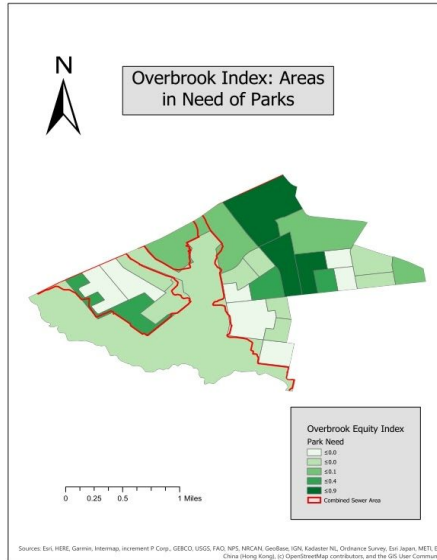 N
Overbrook Index: Areas
in Need of Parks
Overbrook Equity Index
Park Need
≤0.0
≤0.0
≤0.1
≤0.4
≤0.9
Combined Sewer Area
0 0.25 0.5 1 Miles
Sources: Esri, HERE, Garmin, Intermap, increment P Corp., GEBCO, USGS, FAO, NPS, NRCAN, GeoBase, IGN, Kadaster NL, Ordnance Survey, Esri Japan, METI, E
China (Hong Kong), (c) OpenStreetMap contributors, and the GIS User Commun